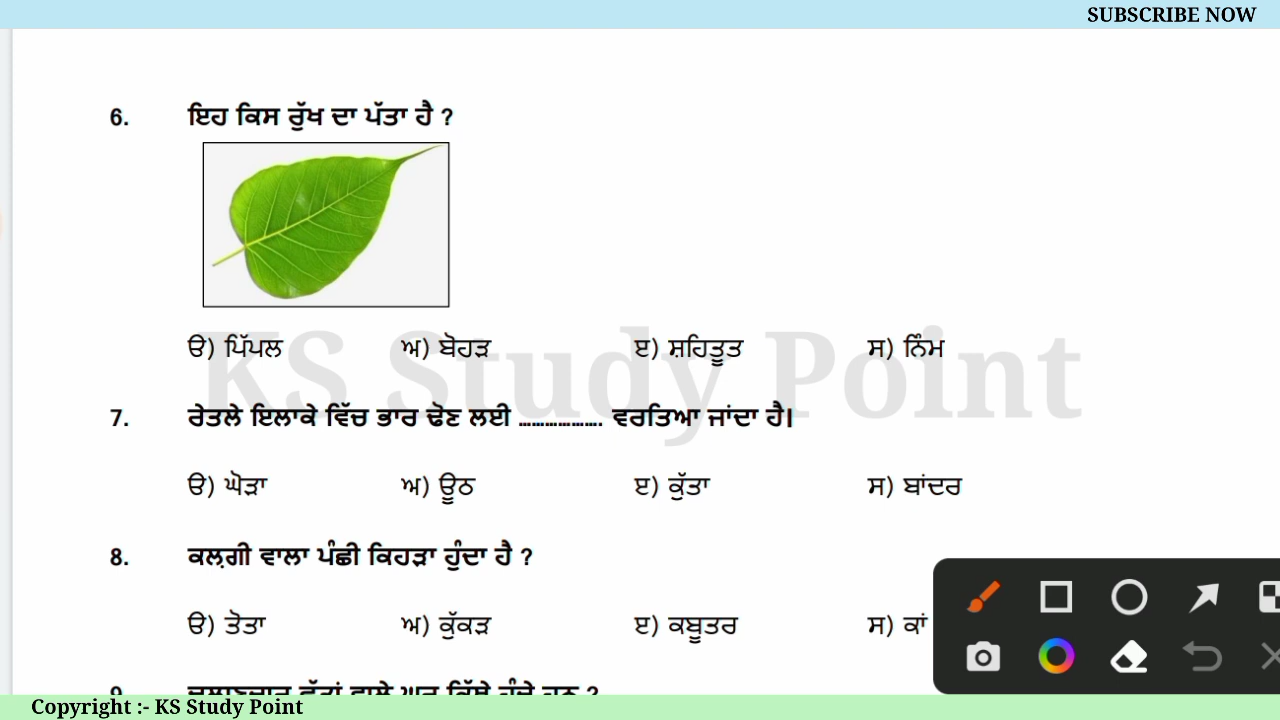 SUBSCRIBE NOW
6. ਇਹ ਕਿਸ ਰੁੱਖ ਦਾ ਪੱਤਾ ਹੈ ?
ੳ) ਪਿੱਪਲ ਅ) ਬੋਹੜ ੲ) ਸ਼ਹਿਤੂਤ ਸ) ਨਿੰਮ
KS Study Point
7. ਰੇਤਲੇ ਇਲਾਕੇ ਵਿੱਚ ਭਾਰ ਢੋਣ ਲਈ ................. ਵਰਤਿਆ ਜਾਂਦਾ ਹੈ।
ੳ) ਘੋੜਾ ਅ) ਊਠ ੲ) ਕੁੱਤਾ ਸ) ਬਾਂਦਰ
8. ਕਲਗ਼ੀ ਵਾਲਾ ਪੰਛੀ ਕਿਹੜਾ ਹੁੰਦਾ ਹੈ ?
ੳ) ਤੋਤਾ ਅ) ਕੁੱਕੜ ੲ) ਕਬੂਤਰ ਸ) ਕਾਂ
Copyright :- KS Study Point